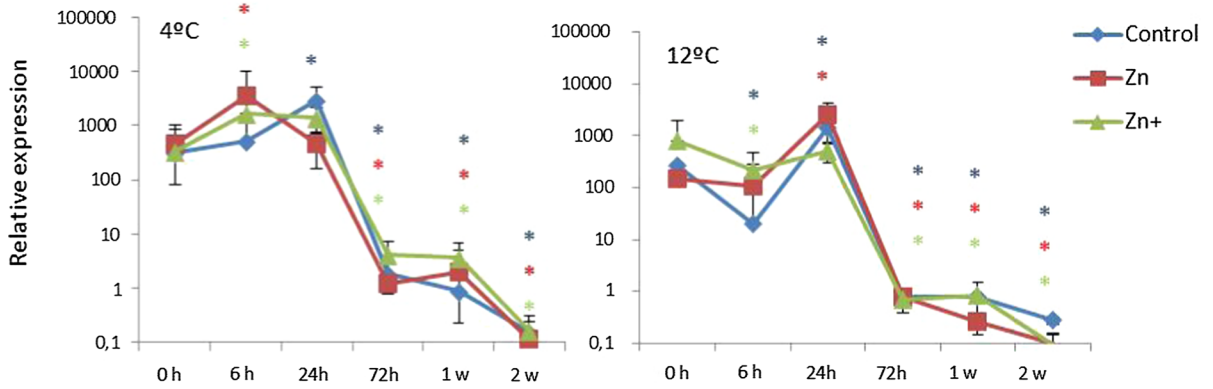 Relative expression
4ºC
100000
10000
1000
100
10
1
0,1
0 h 6 h 24h 72h 1 w 2 w
* * * * * * * * * * * *
12ºC
100000
10000
1000
100
10
1
0,1
0 h 6 h 24h 72h 1 w 2 w
* * * * * * * * * * * * *
Control
Zn
Zn+